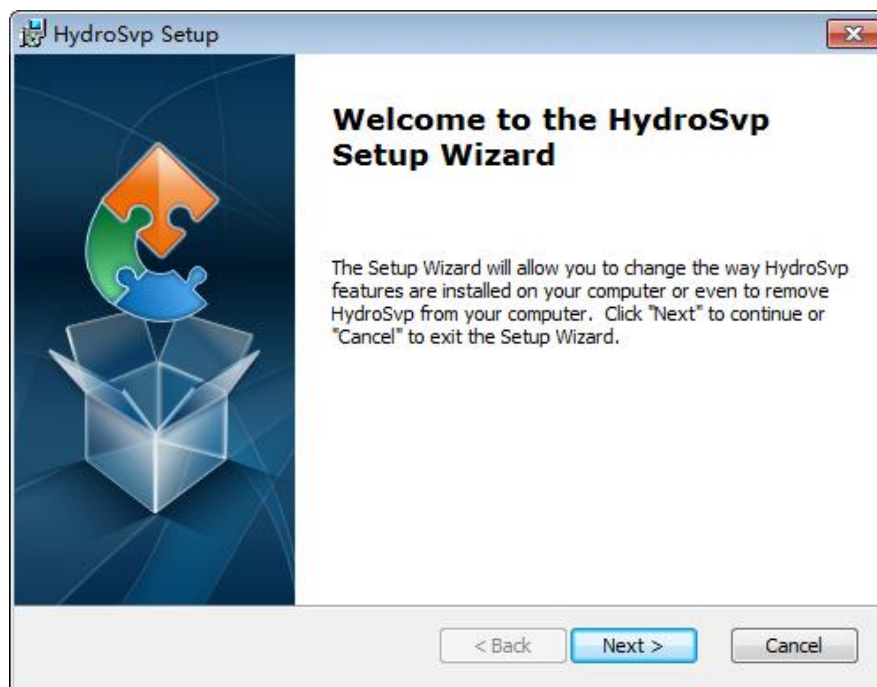 HydroSvp Setup
Welcome to the HydroSvp
Setup Wizard
The Setup Wizard will allow you to change the way HydroSvp
features are installed on your computer or even to remove
HydroSvp from your computer. Click "Next" to continue or
"Cancel" to exit the Setup Wizard.
< Back Next > Cancel